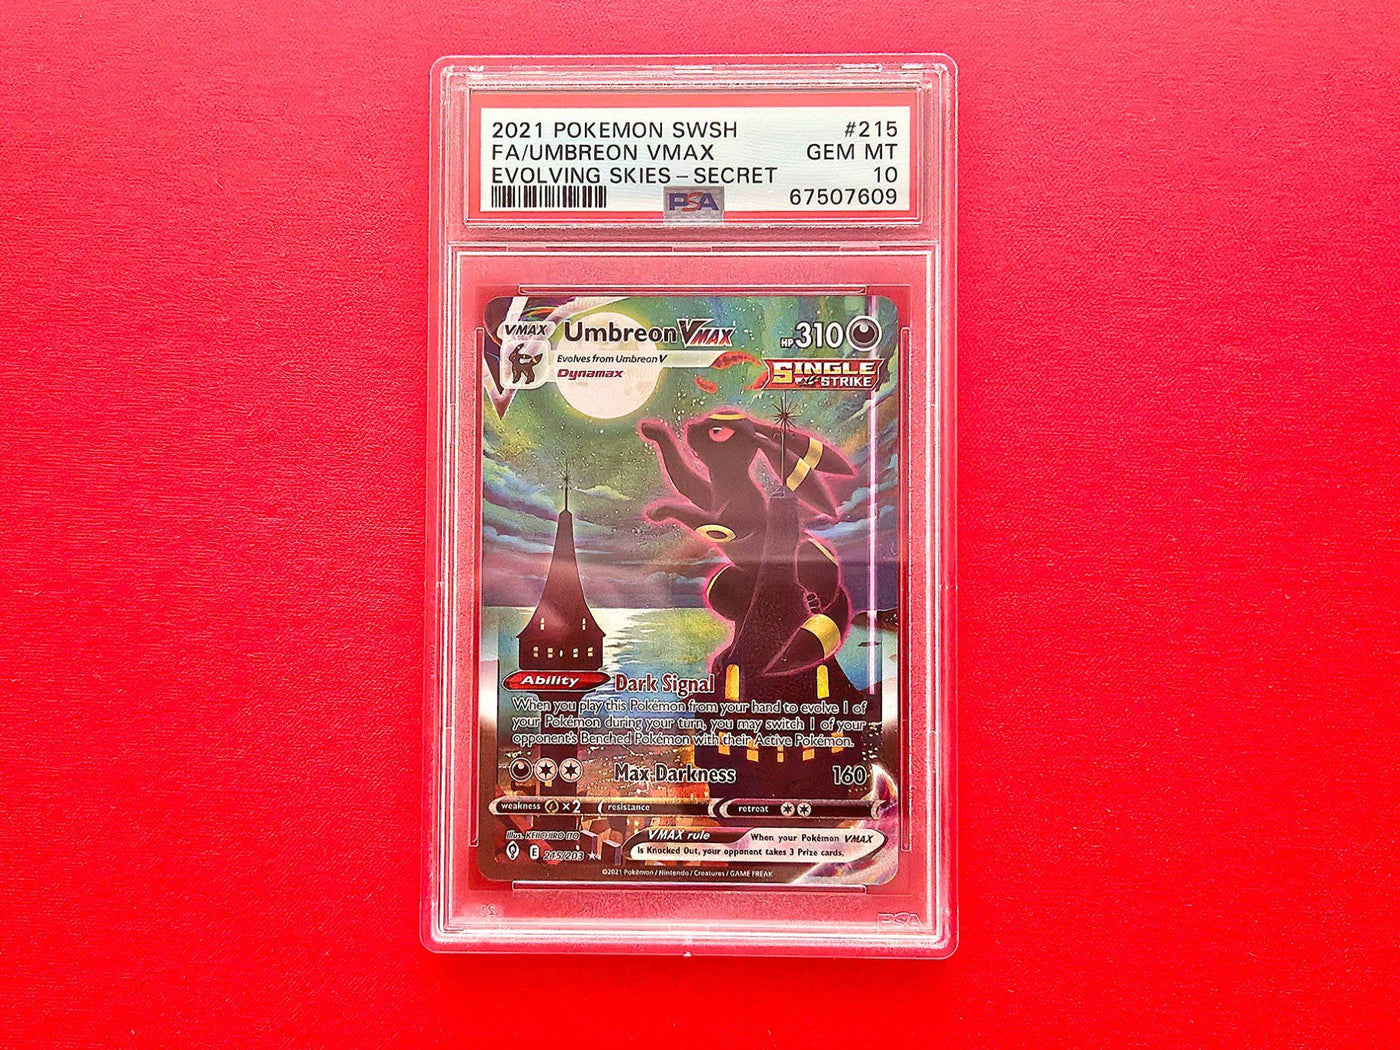 2021 POKEMON SWSH #215
FA/UMBREON VMAX GEM MT
EVOLVING SKIES - SECRET 10
PSA 67507609
VMAX Umbreon VMAX HP 310
Evolves from Umbreon V
Dynamax
SINGLE
STRIKE
Ability Dark Signal
When you play this Pokémon from your hand to evolve 1 of
your Pokémon during your turn, you may switch 1 of your
opponent's Benched Pokémon with their Active Pokémon.
Max Darkness 160
weakness ×2 resistance retreat
Illus. KEIICHIRO ITO
VMAX rule When your Pokémon VMAX
is Knocked Out, your opponent takes 3 Prize cards.
E 215/203 ★
©2021 Pokémon / Nintendo / Creatures / GAME FREAK
PSA